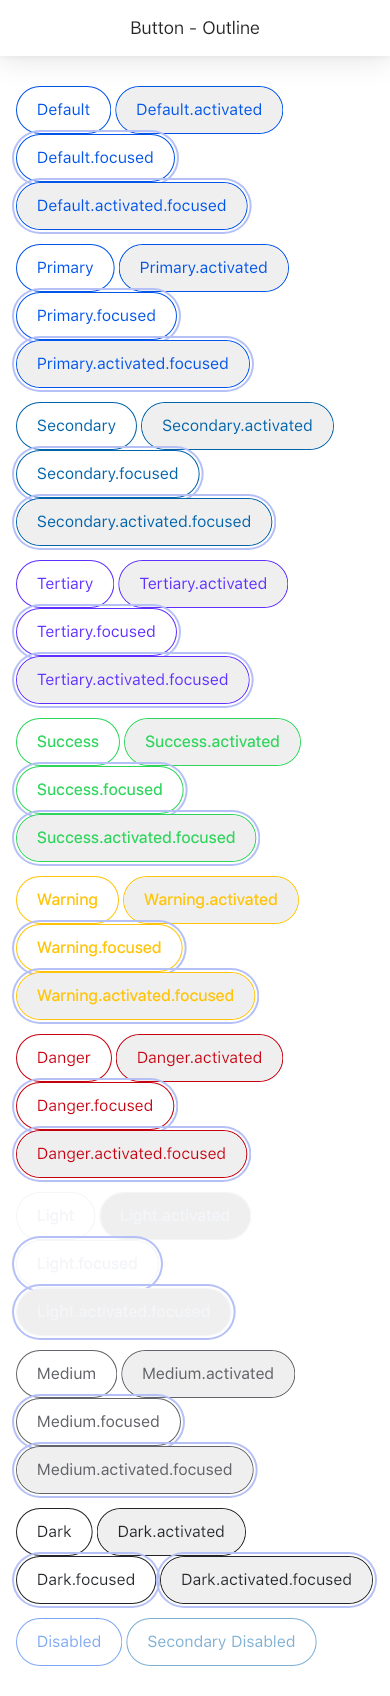 Button - Outline
Default Default.activated
Default.focused
Default.activated.focused
Primary Primary.activated
Primary.focused
Primary.activated.focused
Secondary Secondary.activated
Secondary.focused
Secondary.activated.focused
Tertiary Tertiary.activated
Tertiary.focused
Tertiary.activated.focused
Success Success.activated
Success.focused
Success.activated.focused
Warning Warning.activated
Warning.focused
Warning.activated.focused
Danger Danger.activated
Danger.focused
Danger.activated.focused
Light Light.activated
Light.focused
Light.activated.focused
Medium Medium.activated
Medium.focused
Medium.activated.focused
Dark Dark.activated
Dark.focused Dark.activated.focused
Disabled Secondary Disabled